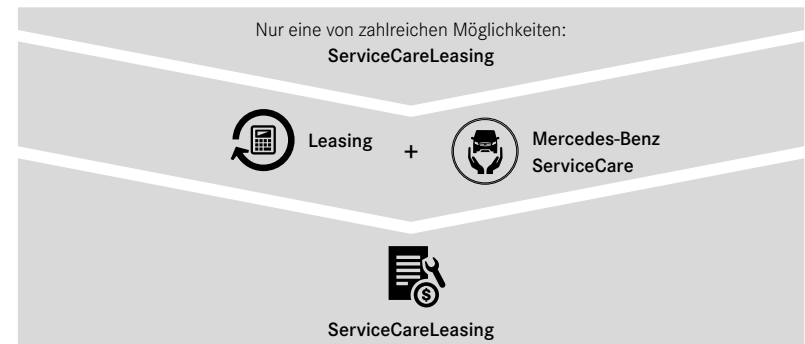 Nur eine von zahlreichen Möglichkeiten:
ServiceCareLeasing
Leasing + Mercedes-Benz
ServiceCare
$
ServiceCareLeasing